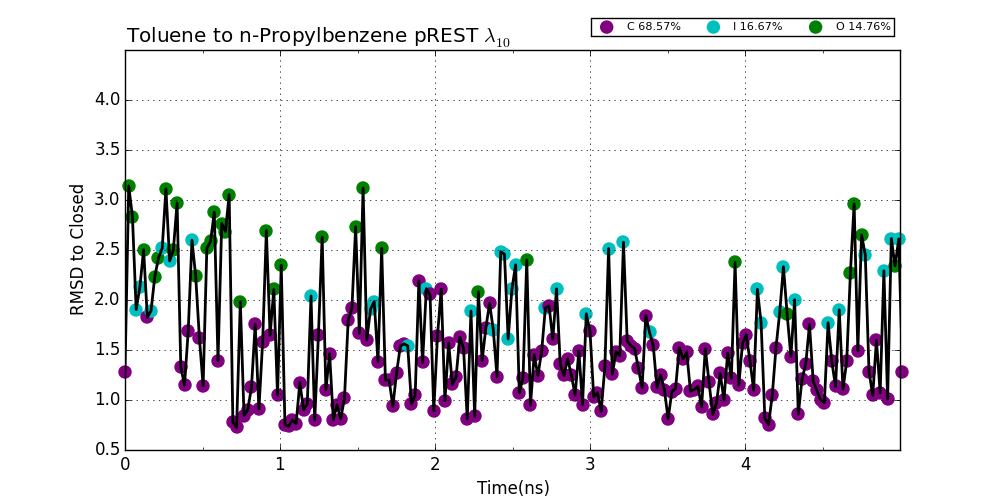 Toluene to n-Propylbenzene pREST λ10
C 68.57% I 16.67% O 14.76%
4.0
3.5
3.0
2.5
2.0
1.5
1.0
0.5
RMSD to Closed
0 1 2 3 4
Time(ns)